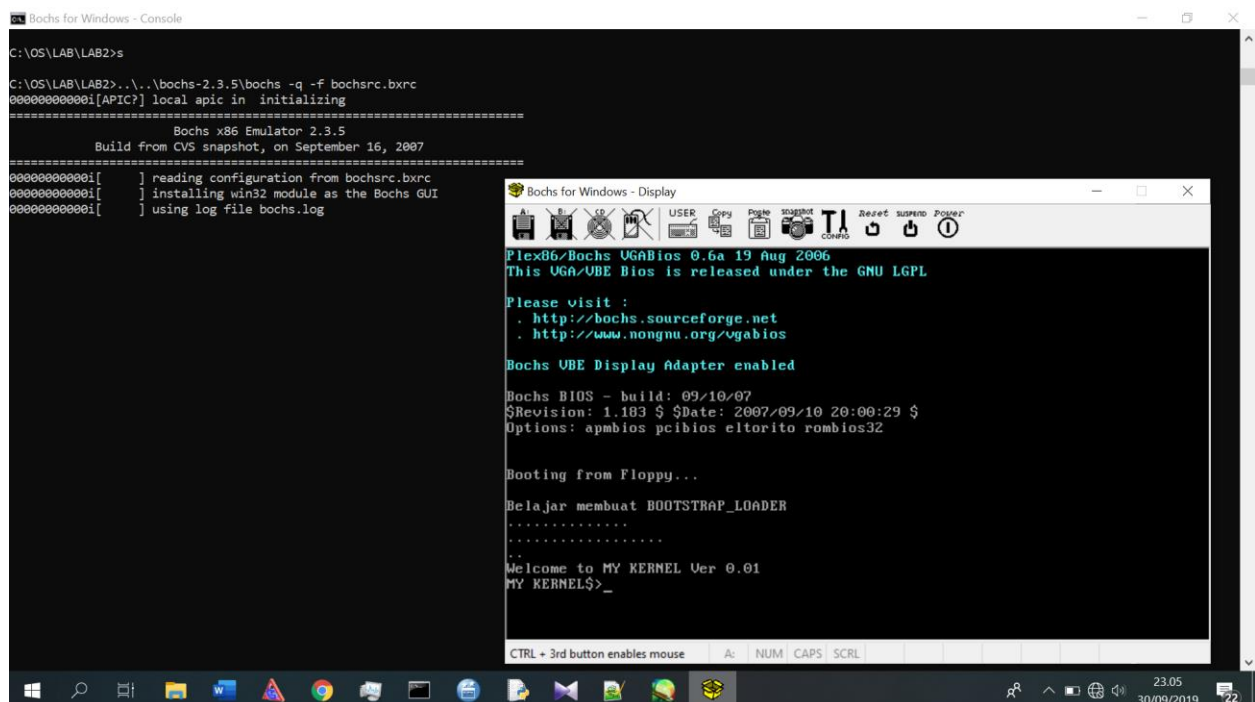 Bochs for Windows - Console
C:\OS\LAB\LAB2>s
C:\OS\LAB\LAB2>..\..\bochs-2.3.5\bochs -q -f bochsrc.bxrc
00000000000i[APIC?] local apic in  initializing
========================================================================
Bochs x86 Emulator 2.3.5
Build from CVS snapshot, on September 16, 2007
========================================================================
00000000000i[     ] reading configuration from bochsrc.bxrc
00000000000i[     ] installing win32 module as the Bochs GUI
00000000000i[     ] using log file bochs.log
Bochs for Windows - Display
A: B: CD USER Copy Paste snapshot CONFIG Reset suspend Power
Plex86/Bochs VGABios 0.6a 19 Aug 2006
This VGA/VBE Bios is released under the GNU LGPL
Please visit :
. http://bochs.sourceforge.net
. http://www.nongnu.org/vgabios
Bochs VBE Display Adapter enabled
Bochs BIOS - build: 09/10/07
$Revision: 1.183 $ $Date: 2007/09/10 20:00:29 $
Options: apmbios pcibios eltorito rombios32
Booting from Floppy...
Belajar membuat BOOTSTRAP_LOADER
..............
..................
..
Welcome to MY KERNEL Ver 0.01
MY KERNEL$>_
CTRL + 3rd button enables mouse A: NUM CAPS SCRL
23.05
30/09/2019
22